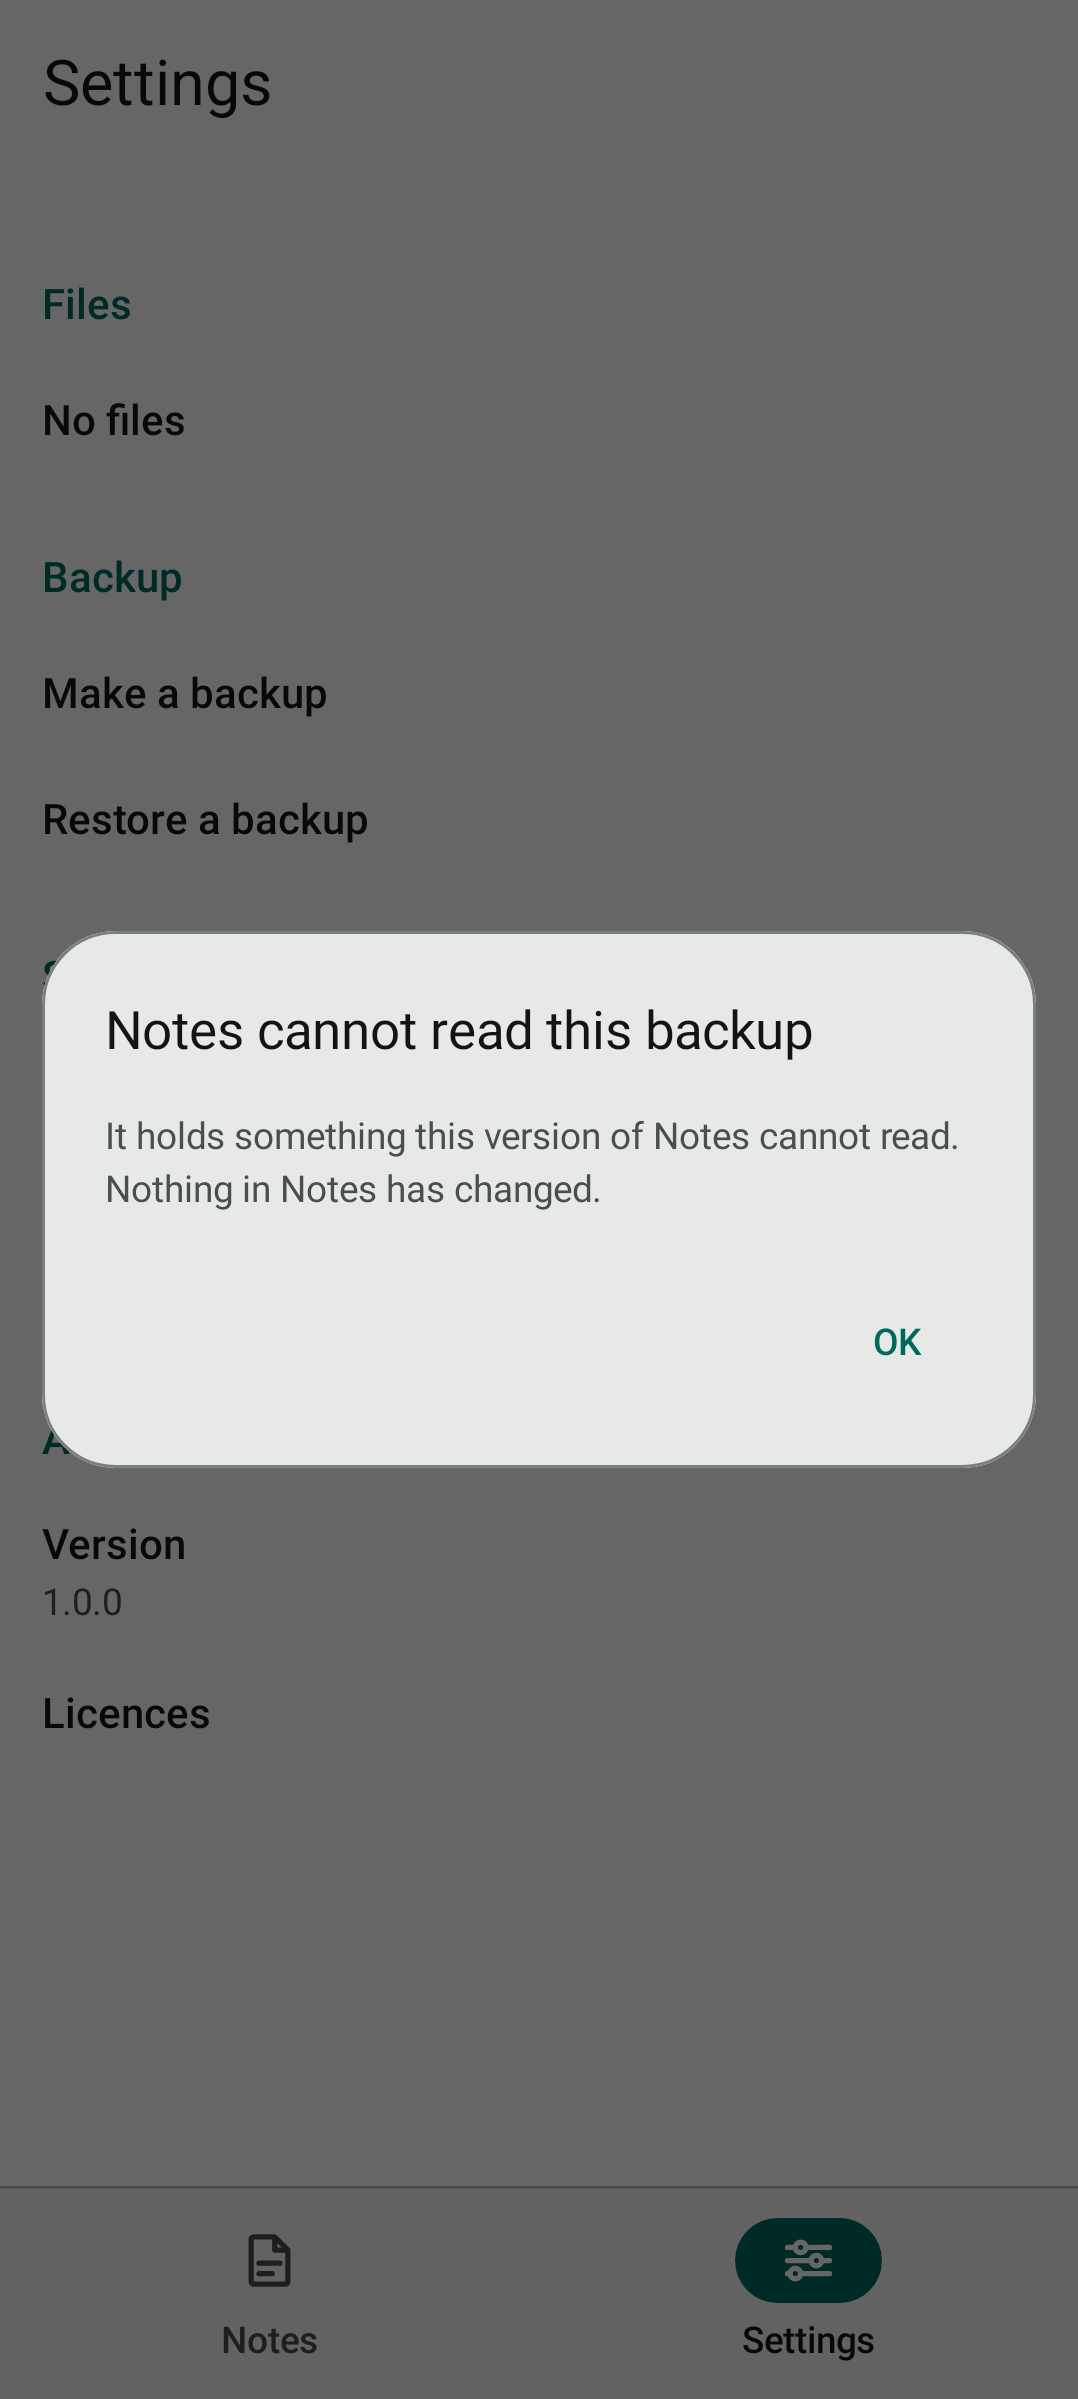 Settings
Files
No files
Backup
Make a backup
Restore a backup
Notes cannot read this backup
It holds something this version of Notes cannot read.
Nothing in Notes has changed.
OK
Version
1.0.0
Licences
Notes
Settings